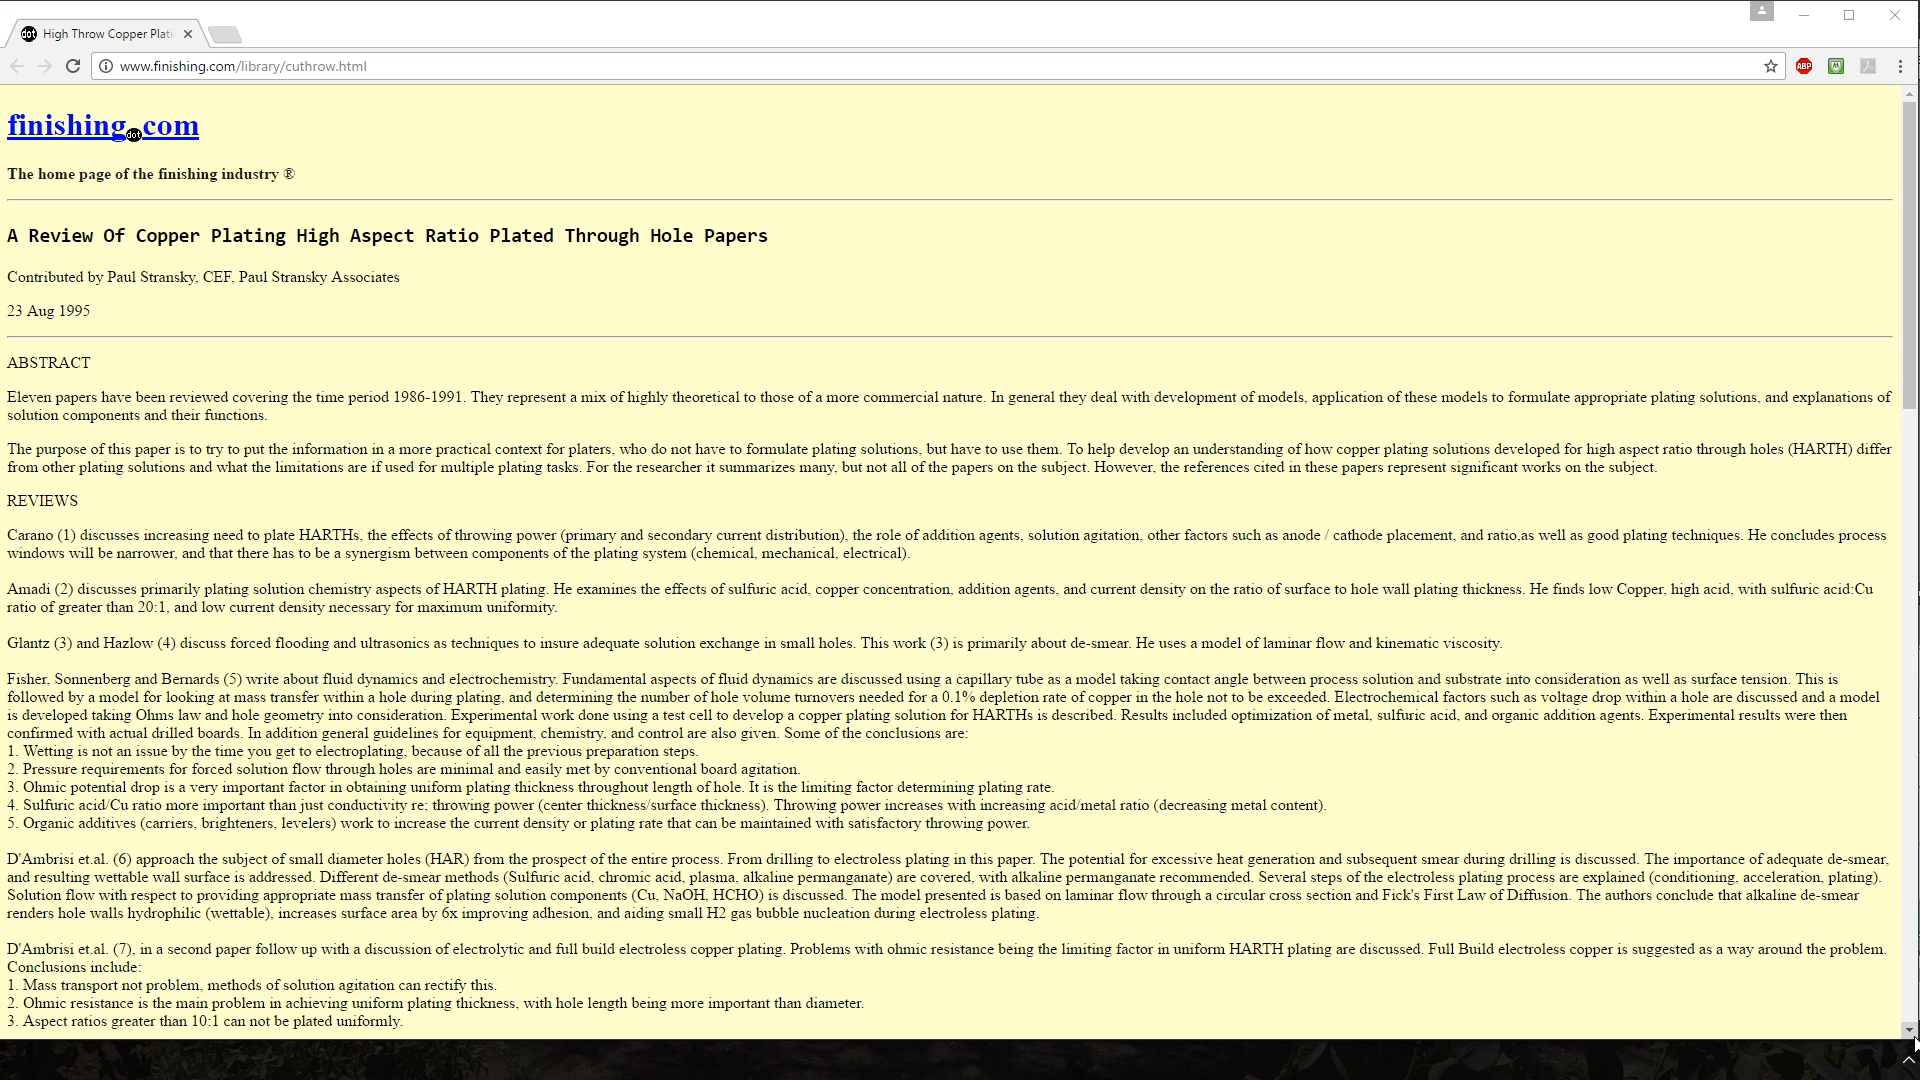 High Throw Copper Plati
www.finishing.com/library/cuthrow.html
ABP
finishing dot com
The home page of the finishing industry ®
A Review Of Copper Plating High Aspect Ratio Plated Through Hole Papers
Contributed by Paul Stransky, CEF, Paul Stransky Associates
23 Aug 1995
ABSTRACT
Eleven papers have been reviewed covering the time period 1986-1991. They represent a mix of highly theoretical to those of a more commercial nature. In general they deal with development of models, application of these models to formulate appropriate plating solutions, and explanations of
solution components and their functions.
The purpose of this paper is to try to put the information in a more practical context for platers, who do not have to formulate plating solutions, but have to use them. To help develop an understanding of how copper plating solutions developed for high aspect ratio through holes (HARTH) differ
from other plating solutions and what the limitations are if used for multiple plating tasks. For the researcher it summarizes many, but not all of the papers on the subject. However, the references cited in these papers represent significant works on the subject.
REVIEWS
Carano (1) discusses increasing need to plate HARTHs, the effects of throwing power (primary and secondary current distribution), the role of addition agents, solution agitation, other factors such as anode / cathode placement, and ratio,as well as good plating techniques. He concludes process
windows will be narrower, and that there has to be a synergism between components of the plating system (chemical, mechanical, electrical).
Amadi (2) discusses primarily plating solution chemistry aspects of HARTH plating. He examines the effects of sulfuric acid, copper concentration, addition agents, and current density on the ratio of surface to hole wall plating thickness. He finds low Copper, high acid, with sulfuric acid:Cu
ratio of greater than 20:1, and low current density necessary for maximum uniformity.
Glantz (3) and Hazlow (4) discuss forced flooding and ultrasonics as techniques to insure adequate solution exchange in small holes. This work (3) is primarily about de-smear. He uses a model of laminar flow and kinematic viscosity.
Fisher, Sonnenberg and Bernards (5) write about fluid dynamics and electrochemistry. Fundamental aspects of fluid dynamics are discussed using a capillary tube as a model taking contact angle between process solution and substrate into consideration as well as surface tension. This is
followed by a model for looking at mass transfer within a hole during plating, and determining the number of hole volume turnovers needed for a 0.1% depletion rate of copper in the hole not to be exceeded. Electrochemical factors such as voltage drop within a hole are discussed and a model
is developed taking Ohms law and hole geometry into consideration. Experimental work done using a test cell to develop a copper plating solution for HARTHs is described. Results included optimization of metal, sulfuric acid, and organic addition agents. Experimental results were then
confirmed with actual drilled boards. In addition general guidelines for equipment, chemistry, and control are also given. Some of the conclusions are:
1. Wetting is not an issue by the time you get to electroplating, because of all the previous preparation steps.
2. Pressure requirements for forced solution flow through holes are minimal and easily met by conventional board agitation.
3. Ohmic potential drop is a very important factor in obtaining uniform plating thickness throughout length of hole. It is the limiting factor determining plating rate.
4. Sulfuric acid/Cu ratio more important than just conductivity re; throwing power (center thickness/surface thickness). Throwing power increases with increasing acid/metal ratio (decreasing metal content).
5. Organic additives (carriers, brighteners, levelers) work to increase the current density or plating rate that can be maintained with satisfactory throwing power.
D'Ambrisi et.al. (6) approach the subject of small diameter holes (HAR) from the prospect of the entire process. From drilling to electroless plating in this paper. The potential for excessive heat generation and subsequent smear during drilling is discussed. The importance of adequate de-smear,
and resulting wettable wall surface is addressed. Different de-smear methods (Sulfuric acid, chromic acid, plasma, alkaline permanganate) are covered, with alkaline permanganate recommended. Several steps of the electroless plating process are explained (conditioning, acceleration, plating).
Solution flow with respect to providing appropriate mass transfer of plating solution components (Cu, NaOH, HCHO) is discussed. The model presented is based on laminar flow through a circular cross section and Fick's First Law of Diffusion. The authors conclude that alkaline de-smear
renders hole walls hydrophilic (wettable), increases surface area by 6x improving adhesion, and aiding small H2 gas bubble nucleation during electroless plating.
D'Ambrisi et.al. (7), in a second paper follow up with a discussion of electrolytic and full build electroless copper plating. Problems with ohmic resistance being the limiting factor in uniform HARTH plating are discussed. Full Build electroless copper is suggested as a way around the problem.
Conclusions include:
1. Mass transport not problem, methods of solution agitation can rectify this.
2. Ohmic resistance is the main problem in achieving uniform plating thickness, with hole length being more important than diameter.
3. Aspect ratios greater than 10:1 can not be plated uniformly.